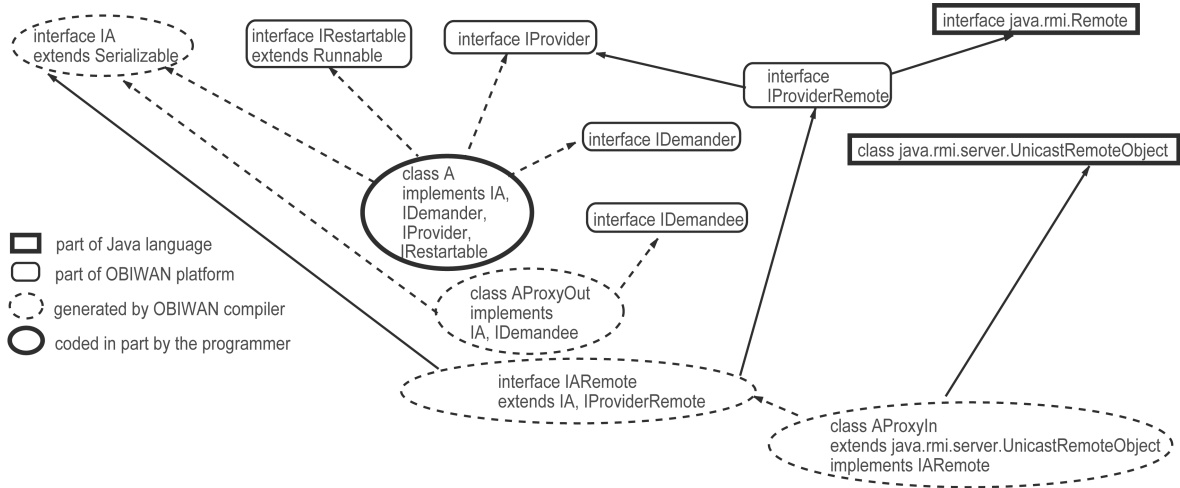 interface IA
extends Serializable
interface IRestartable
extends Runnable
interface IProvider
interface java.rmi.Remote
interface
IProviderRemote
interface IDemander
class java.rmi.server.UnicastRemoteObject
class A
implements IA,
IDemander,
IProvider,
IRestartable
interface IDemandee
part of Java language
part of OBIWAN platform
generated by OBIWAN compiler
coded in part by the programmer
class AProxyOut
implements
IA, IDemandee
interface IARemote
extends IA, IProviderRemote
class AProxyIn
extends java.rmi.server.UnicastRemoteObject
implements IARemote